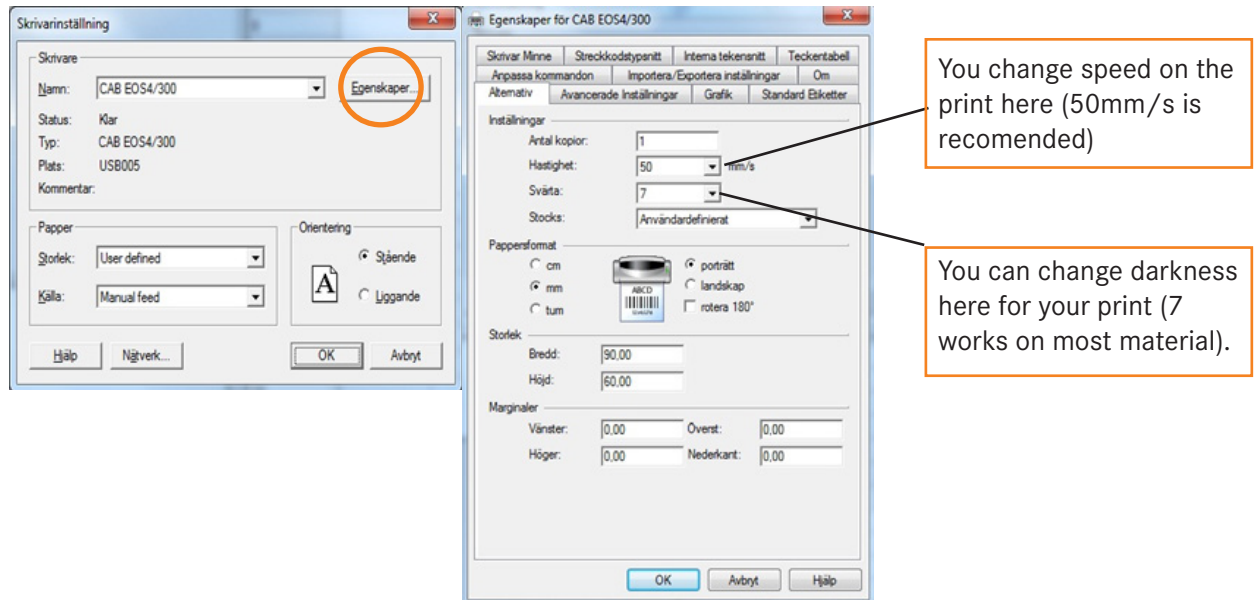 Skrivarinställning
Skrivare
Namn: CAB EOS4/300 Egenskaper...
Status: Klar
Typ: CAB EOS4/300
Plats: USB005
Kommentar:
Papper
Storlek: User defined
Källa: Manual feed
Orientering
A
Stående
Liggande
Hjälp Nätverk... OK Avbryt
Egenskaper för CAB EOS4/300
Skrivar Minne Streckkodstypsnitt Interna tekensnitt Teckentabell
Anpassa kommandon Importera/Exportera inställningar Om
Alternativ Avancerade Inställningar Grafik Standard Etiketter
Inställningar
Antal kopior: 1
Hastighet: 50 mm/s
Svärta: 7
Stocks: Användardefinierat
Pappersformat
cm
mm
tum
ABCD
porträtt
landskap
rotera 180°
Storlek
Bredd: 90,00
Höjd: 60,00
Marginaler
Vänster: 0,00 Överst: 0,00
Höger: 0,00 Nederkant: 0,00
OK Avbryt Hjälp
You change speed on the
print here (50mm/s is
recomended)
You can change darkness
here for your print (7
works on most material).